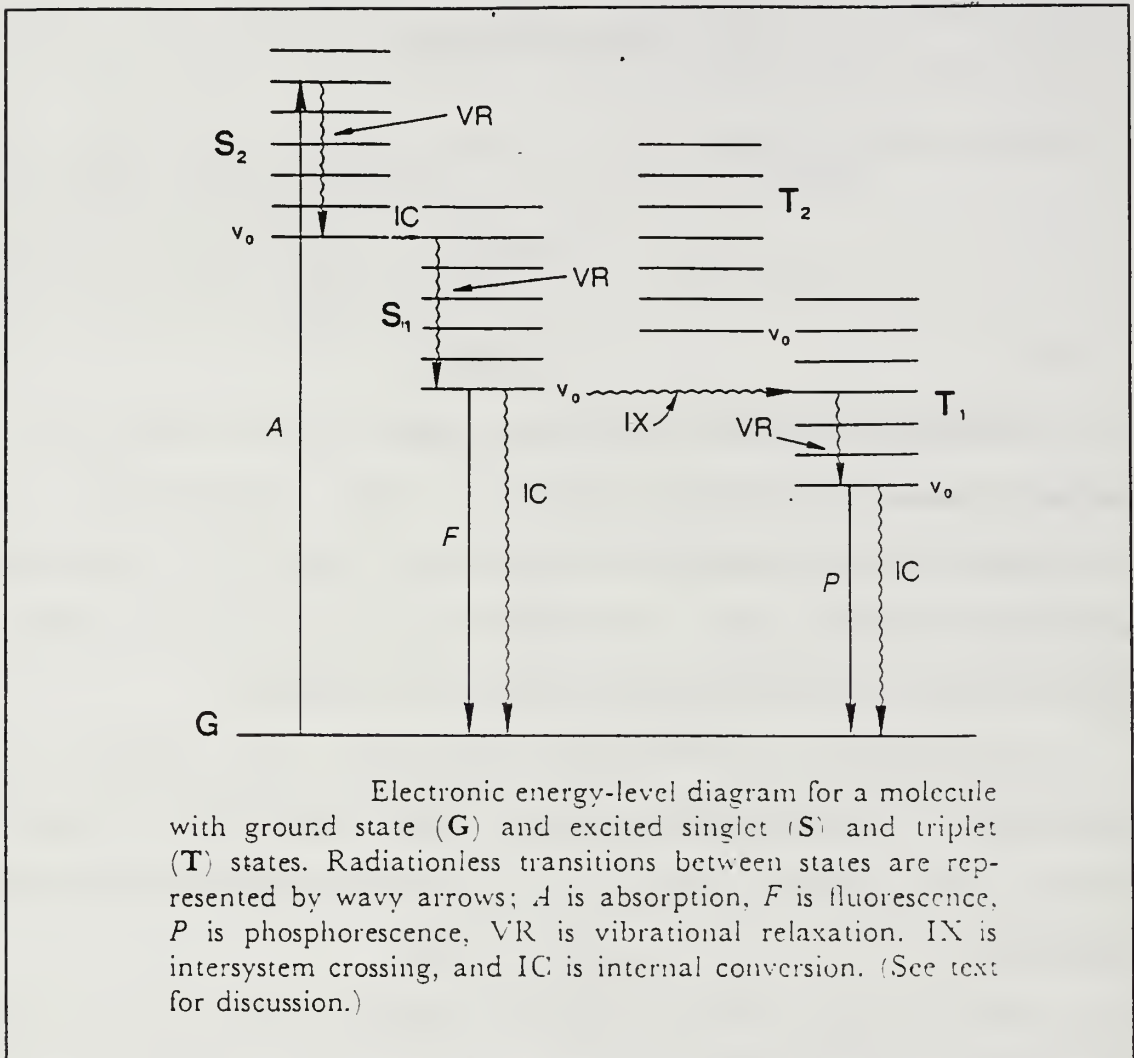 VR
S₂
IC
T₂
v₀
VR
S₁
v₀
v₀
T₁
IX
A
VR
v₀
IC
F
IC
P
G
Electronic energy-level diagram for a molecule
with ground state (G) and excited singlet (S) and triplet
(T) states. Radiationless transitions between states are rep-
resented by wavy arrows; A is absorption, F is fluorescence,
P is phosphorescence, VR is vibrational relaxation. IX is
intersystem crossing, and IC is internal conversion. (See text
for discussion.)